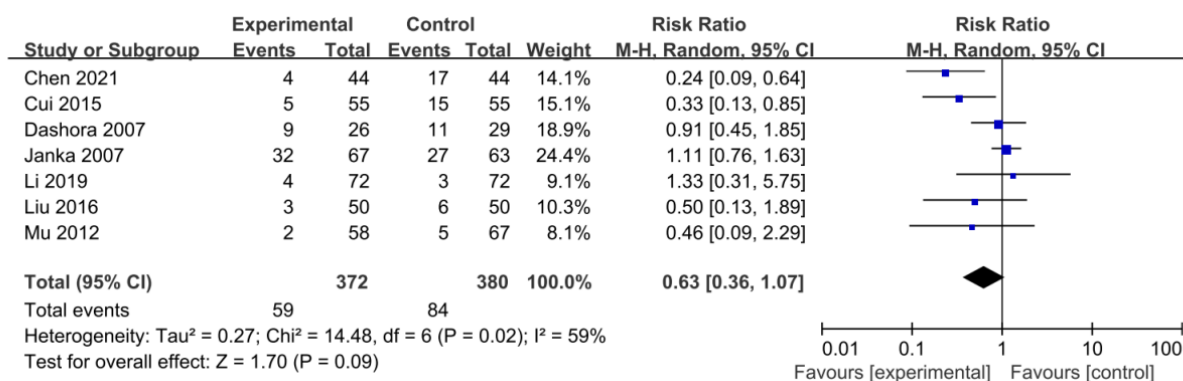 Experimental Control Risk Ratio Risk Ratio
Study or Subgroup Events Total Events Total Weight M-H, Random, 95% CI M-H, Random, 95% CI
Chen 2021 4 44 17 44 14.1% 0.24 [0.09, 0.64]
Cui 2015 5 55 15 55 15.1% 0.33 [0.13, 0.85]
Dashora 2007 9 26 11 29 18.9% 0.91 [0.45, 1.85]
Janka 2007 32 67 27 63 24.4% 1.11 [0.76, 1.63]
Li 2019 4 72 3 72 9.1% 1.33 [0.31, 5.75]
Liu 2016 3 50 6 50 10.3% 0.50 [0.13, 1.89]
Mu 2012 2 58 5 67 8.1% 0.46 [0.09, 2.29]
Total (95% CI) 372 380 100.0% 0.63 [0.36, 1.07]
Total events 59 84
Heterogeneity: Tau² = 0.27; Chi² = 14.48, df = 6 (P = 0.02); I² = 59%
Test for overall effect: Z = 1.70 (P = 0.09)
0.01 0.1 1 10 100
Favours [experimental] Favours [control]